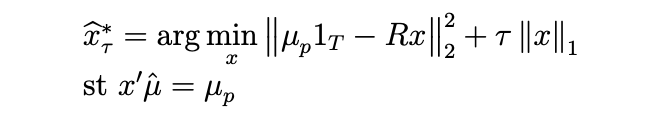 x̂*_τ = arg min_x ‖μ_p 1_T − Rx‖₂² + τ ‖x‖₁
st x′μ̂ = μ_p